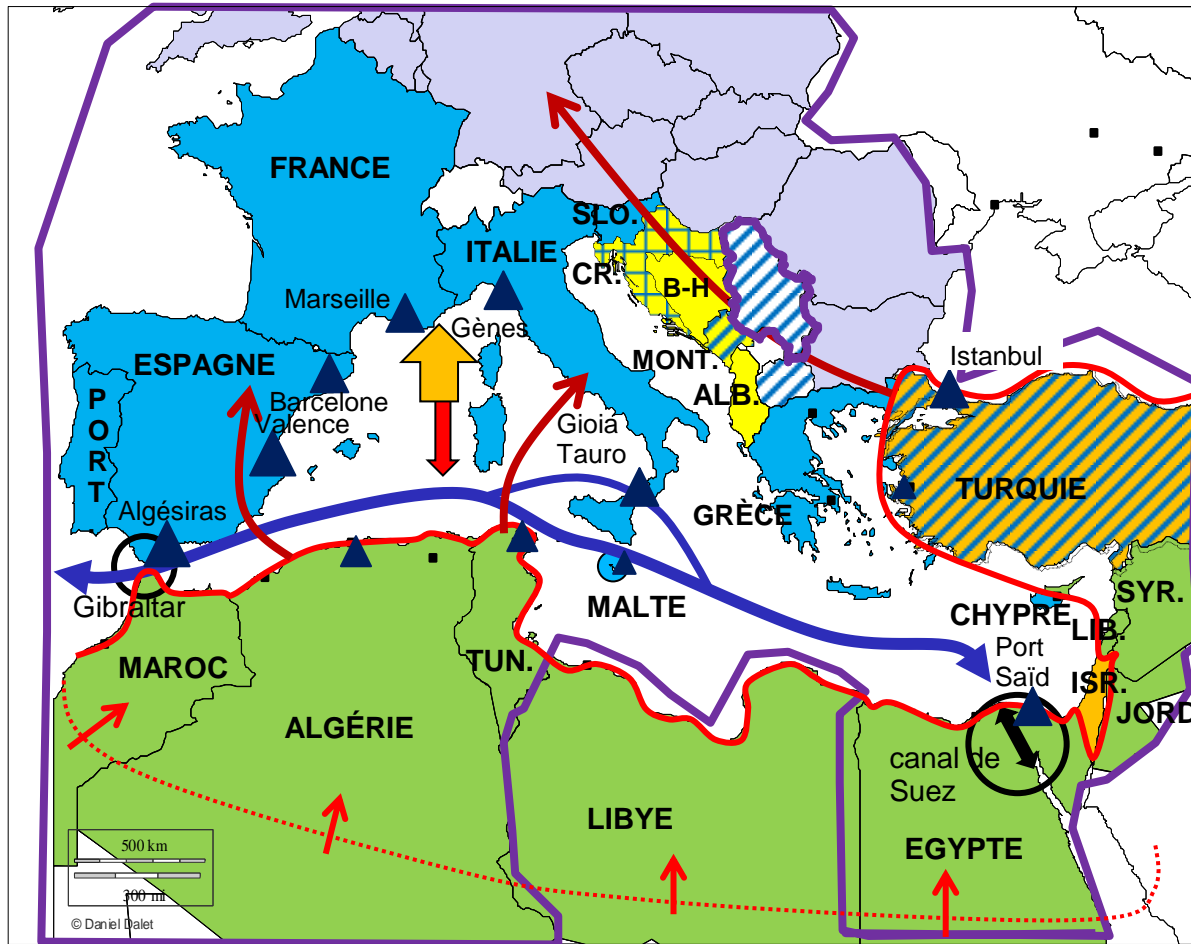 FRANCE
SLO.
ITALIE
CR.
B-H
Marseille
Gènes
MONT.
Istanbul
ESPAGNE
ALB.
PORT
Barcelone
Valence
Gioia
Tauro
TURQUIE
Algésiras
GRÈCE
Gibraltar
MALTE
CHYPRE
SYR.
LIB.
Port
Saïd
MAROC
TUN.
ISR.
JORD
ALGÉRIE
canal de
Suez
LIBYE
EGYPTE
500 km
300 mi
© Daniel Dalet